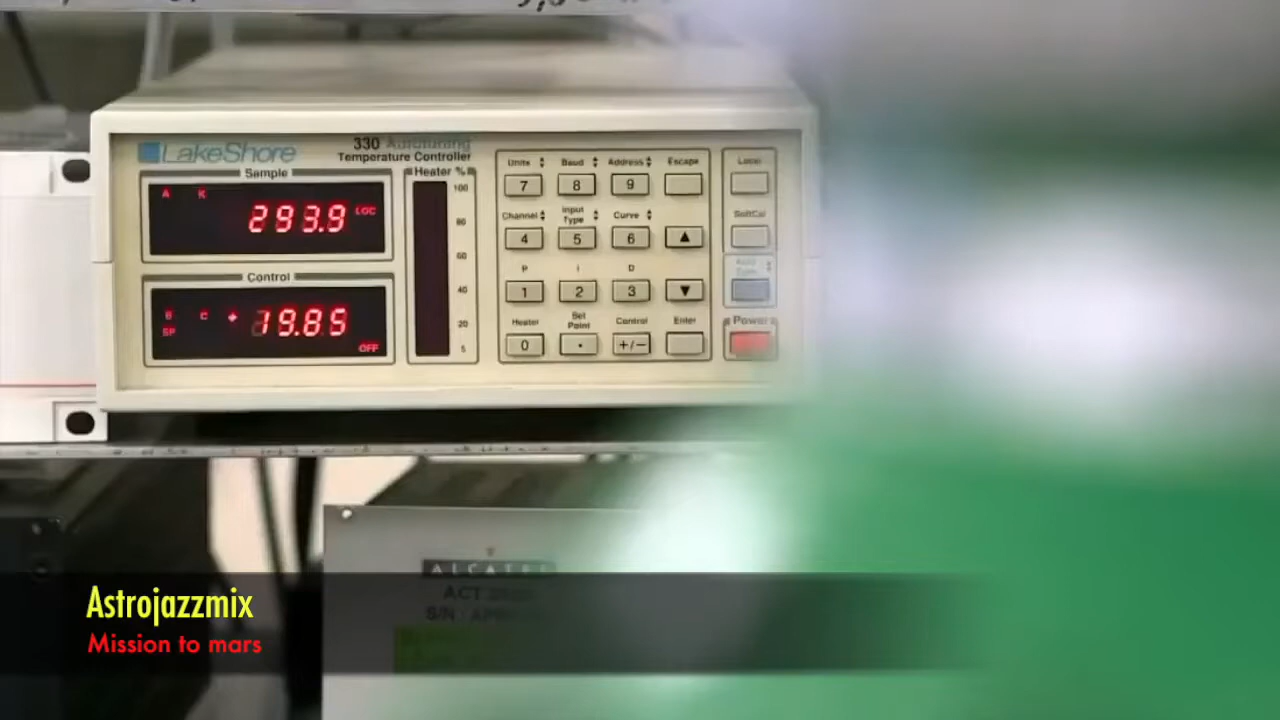 LakeShore
330 Autotuning
Temperature Controller
Sample
A K
293.9 LOC
Control
B C + 19.85
SP
OFF
Heater %
100
80
60
40
20
5
Units Baud Address Escape
7 8 9
Channel Input Type Curve
4 5 6 ▲
P I D
1 2 3 ▼
Heater Set Point Control Enter
0 . +/-
Local
SoftCal
Power
ALCATEL
ACT
S/N
Astrojazzmix
Mission to mars